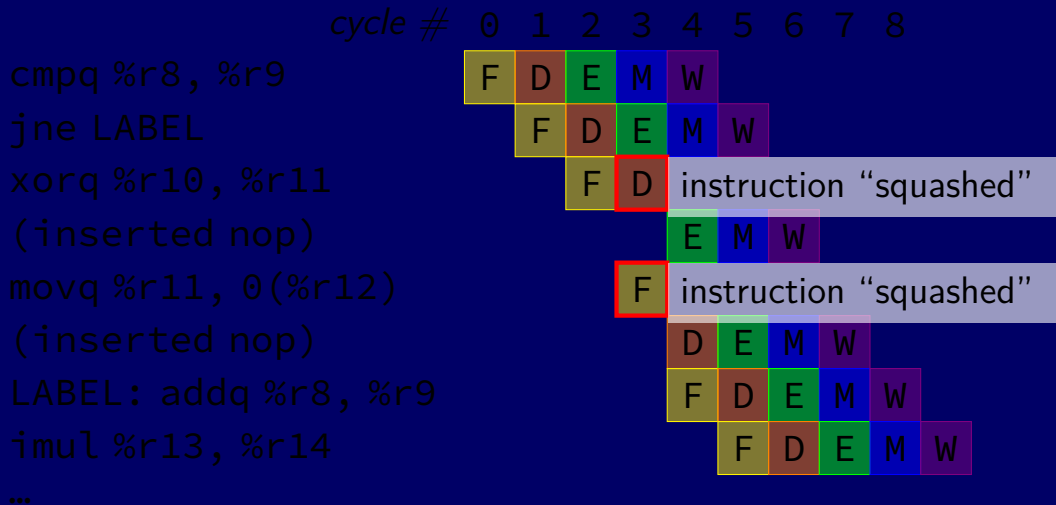 cycle # 0 1 2 3 4 5 6 7 8
cmpq %r8, %r9 F D E M W
jne LABEL F D E M W
xorq %r10, %r11 F D instruction “squashed”
(inserted nop) E M W
movq %r11, 0(%r12) F instruction “squashed”
(inserted nop) D E M W
LABEL: addq %r8, %r9 F D E M W
imul %r13, %r14 F D E M W
…